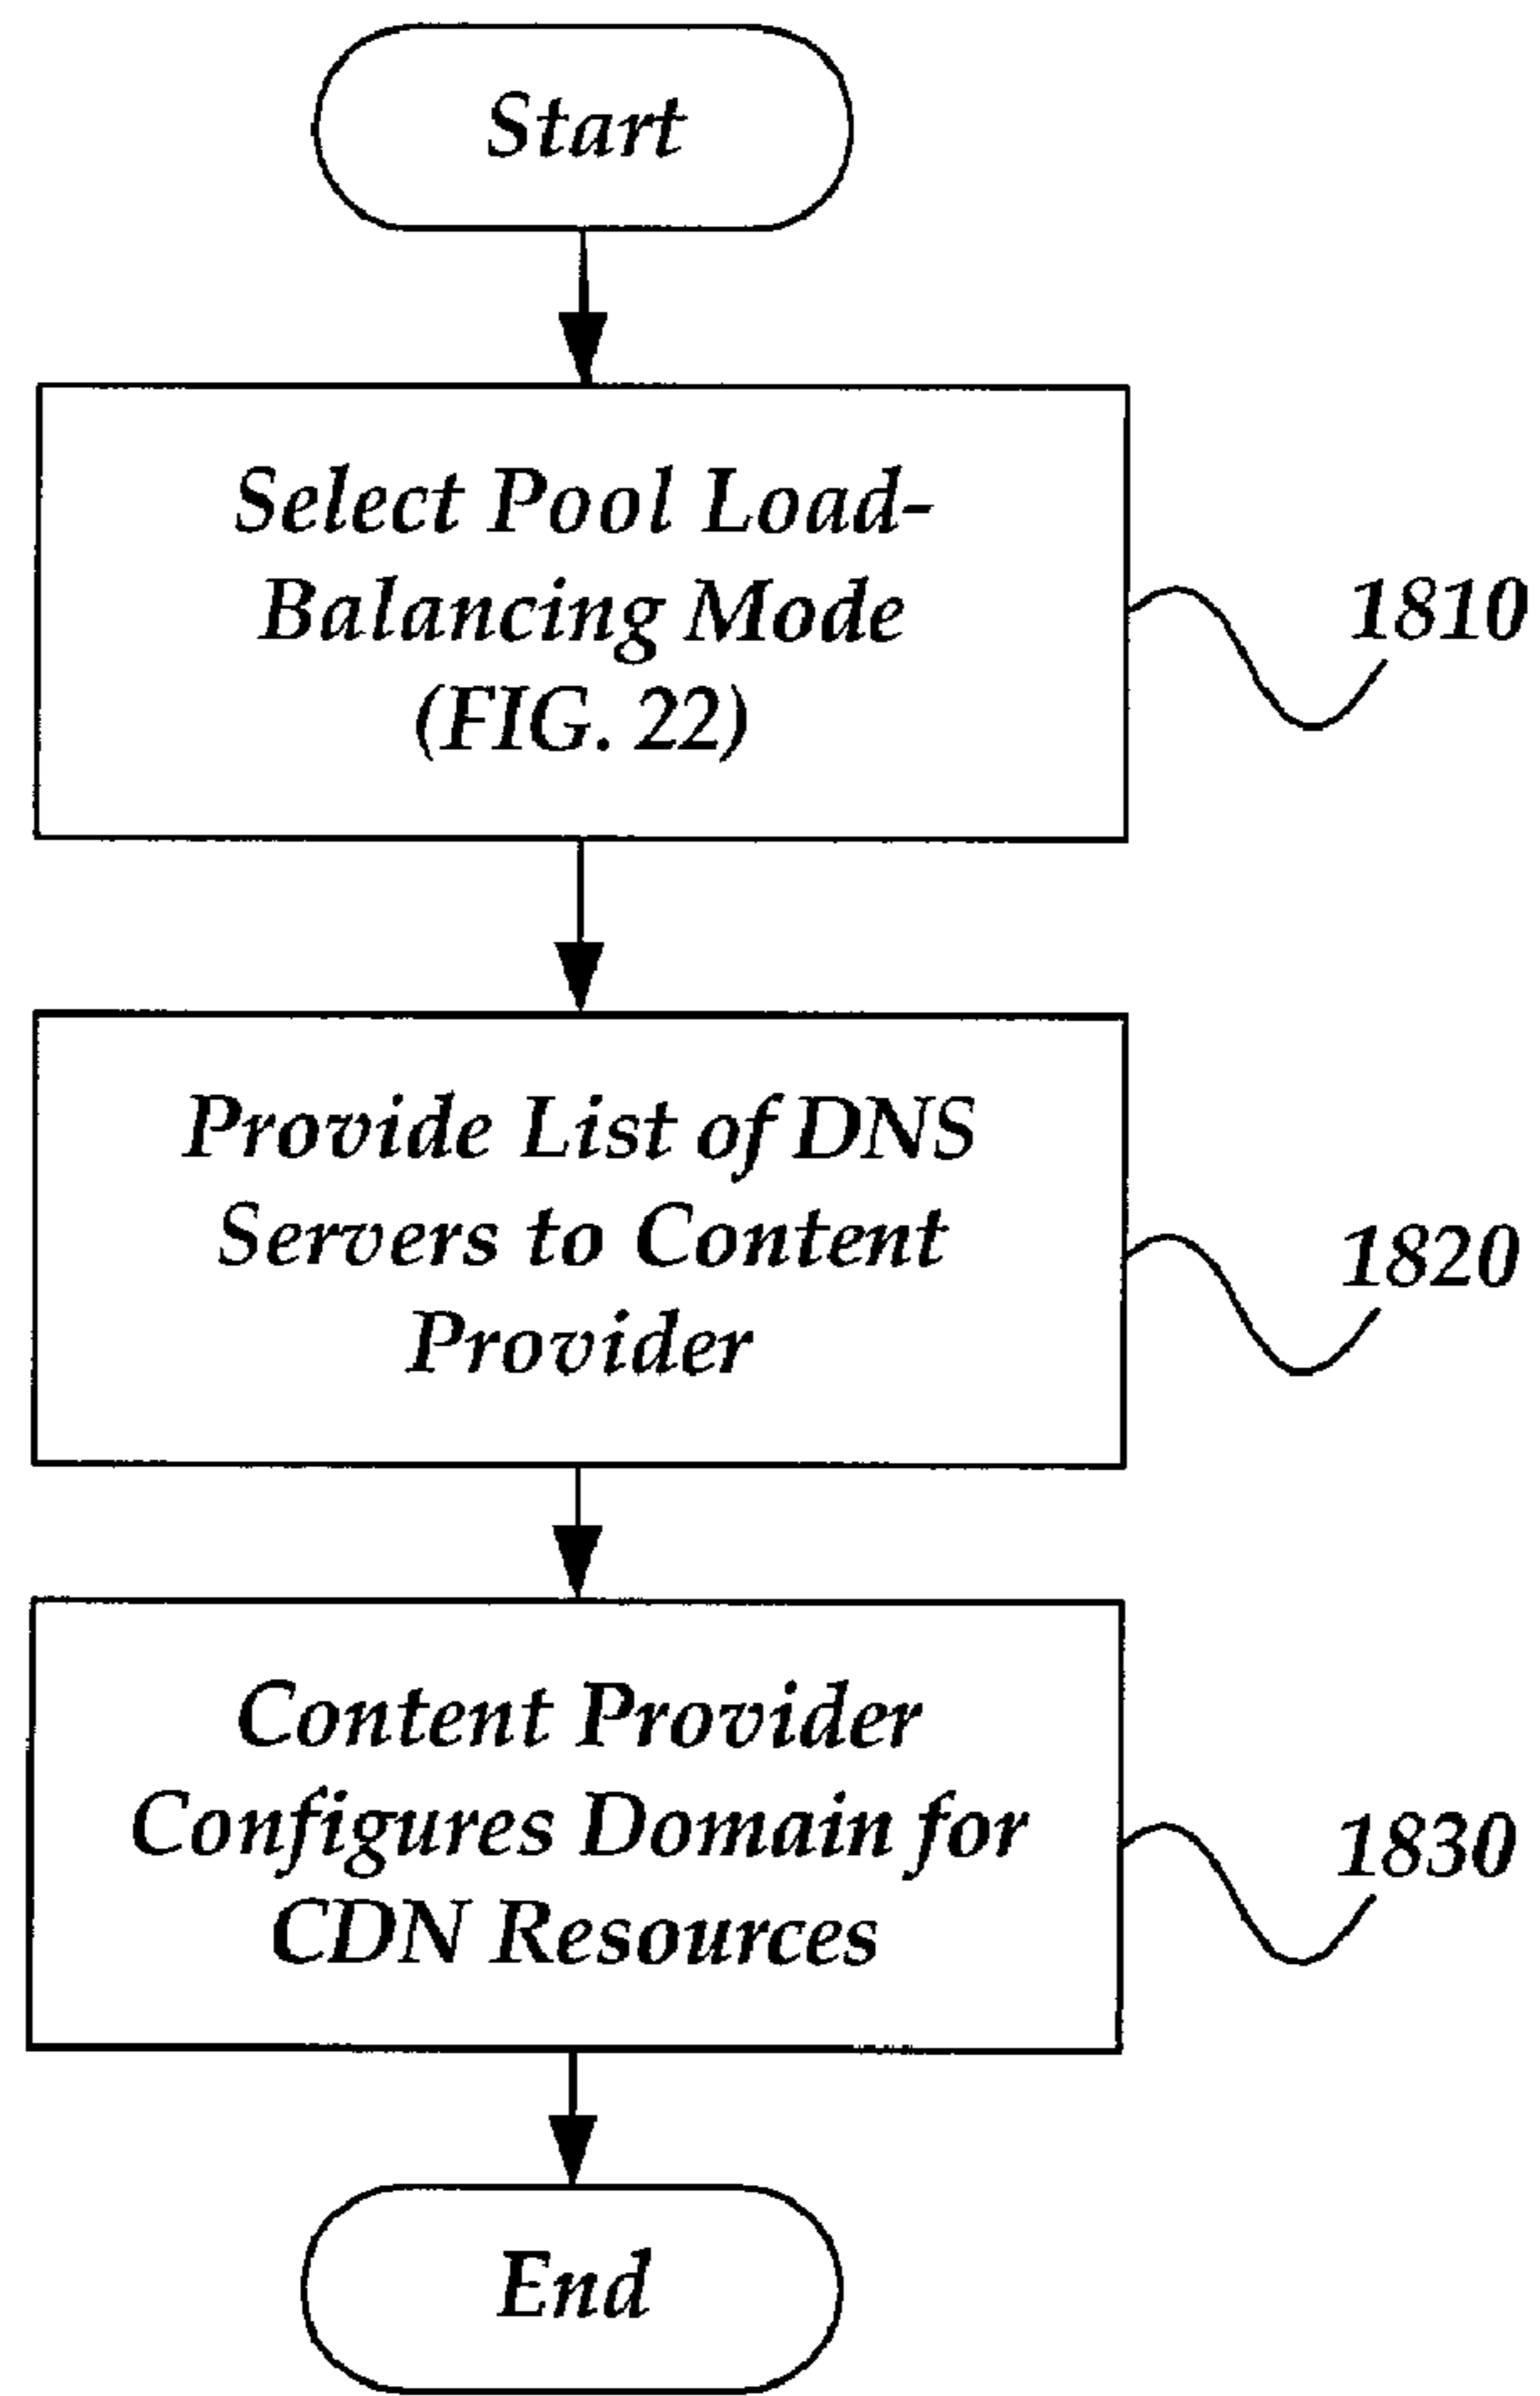 Start
Select Pool Load-
Balancing Mode
(FIG. 22)
1810
Provide List of DNS
Servers to Content
Provider
1820
Content Provider
Configures Domain for
CDN Resources
1830
End